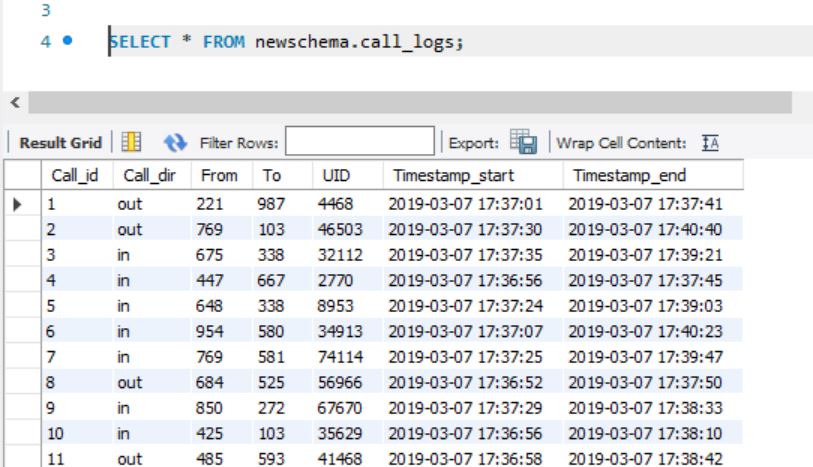 3
4 SELECT * FROM newschema.call_logs;
Result Grid Filter Rows: Export: Wrap Cell Content: IA
Call_id Call_dir From To UID Timestamp_start Timestamp_end
1 out 221 987 4468 2019-03-07 17:37:01 2019-03-07 17:37:41
2 out 769 103 46503 2019-03-07 17:37:30 2019-03-07 17:40:40
3 in 675 338 32112 2019-03-07 17:37:35 2019-03-07 17:39:21
4 in 447 667 2770 2019-03-07 17:36:56 2019-03-07 17:37:45
5 in 648 338 8953 2019-03-07 17:37:24 2019-03-07 17:39:03
6 in 954 580 34913 2019-03-07 17:37:07 2019-03-07 17:40:23
7 in 769 581 74114 2019-03-07 17:37:25 2019-03-07 17:39:47
8 out 684 525 56966 2019-03-07 17:36:52 2019-03-07 17:37:50
9 in 850 272 67670 2019-03-07 17:37:29 2019-03-07 17:38:33
10 in 425 103 35629 2019-03-07 17:36:56 2019-03-07 17:38:10
11 out 485 593 41468 2019-03-07 17:36:58 2019-03-07 17:38:42